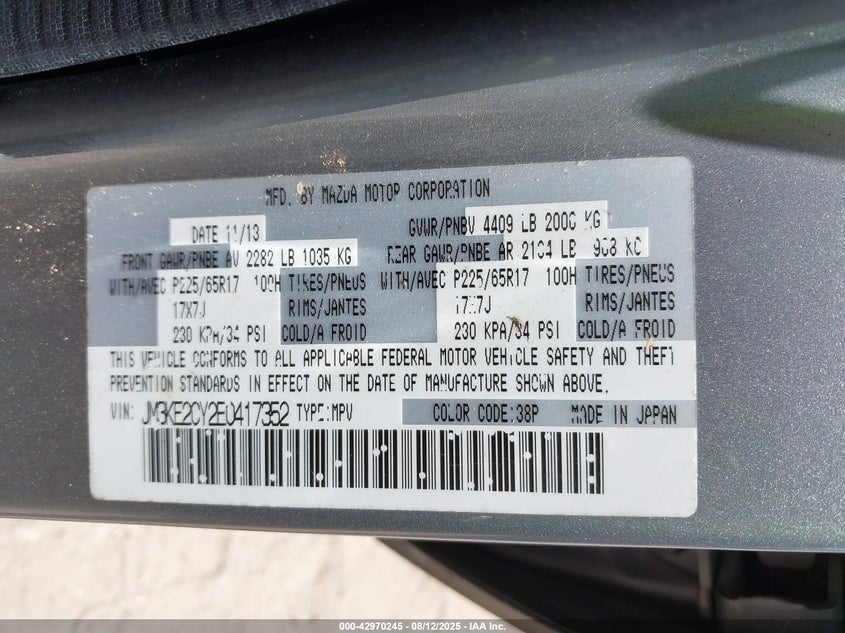 MFD. BY MAZDA MOTOR CORPORATION
DATE 11/13 GVWR/PNBV 4409 LB 2000 KG
FRONT GAWR/PNBE AV 2282 LB 1035 KG REAR GAWR/PNBE AR 2164 LB 968 KG
WITH/AVEC P225/65R17 100H TIRES/PNEUS WITH/AVEC P225/65R17 100H TIRES/PNEUS
17X7J RIMS/JANTES 17X7J RIMS/JANTES
230 KPA/34 PSI COLD/A FROID 230 KPA/34 PSI COLD/A FROID
THIS VEHICLE CONFORMS TO ALL APPLICABLE FEDERAL MOTOR VEHICLE SAFETY AND THEFT
PREVENTION STANDARDS IN EFFECT ON THE DATE OF MANUFACTURE SHOWN ABOVE.
VIN: JM3KE2CY2E0417352 TYPE:MPV COLOR CODE:38P MADE IN JAPAN
000-42970245 - 08/12/2025 - IAA Inc.